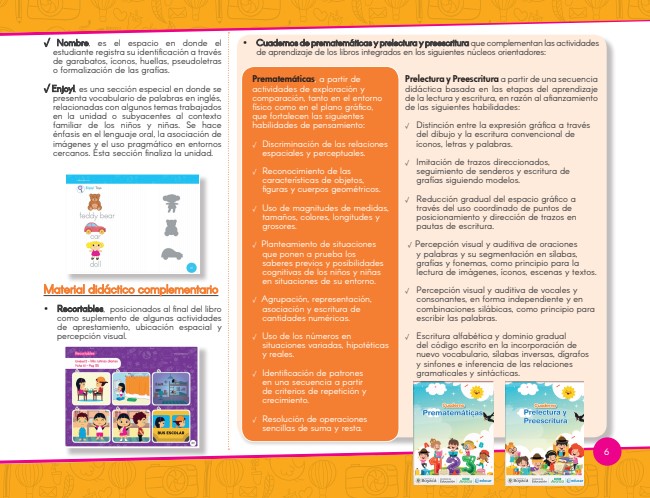 ✓ Nombre, es el espacio en donde el
estudiante registra su identificación a través
de garabatos, íconos, huellas, pseudoletras
o formalización de las grafías.
✓ Enjoy!, es una sección especial en donde se
presenta vocabulario de palabras en inglés,
relacionadas con algunos temas trabajados
en la unidad o subyacentes al contexto
familiar de los niños y niñas. Se hace
énfasis en el lenguaje oral, la asociación de
imágenes y el uso pragmático en entornos
cercanos. Esta sección finaliza la unidad.
Teddy bear
car
doll
Material didáctico complementario
• Recortables, posicionados al final del libro
como suplemento de algunas actividades
de aprestamiento, ubicación espacial y
percepción visual.
Recortables
BUS ESCOLAR
• Cuadernos de prematemáticas y prelectura y preescritura que complementan las actividades
de aprendizaje de los libros integrados en los siguientes núcleos orientadores:
Prematemáticas, a partir de
actividades de exploración y
comparación, tanto en el entorno
físico como en el plano gráfico,
que fortalecen las siguientes
habilidades de pensamiento:
✓ Discriminación de las relaciones
espaciales y perceptuales.
✓ Reconocimiento de las
características de objetos,
figuras y cuerpos geométricos.
✓ Uso de magnitudes de medidas,
tamaños, colores, longitudes y
grosores.
✓ Planteamiento de situaciones
que ponen a prueba los
saberes previos y posibilidades
cognitivas de los niños y niñas
en situaciones de su entorno.
✓ Agrupación, representación,
asociación y escritura de
cantidades numéricas.
✓ Uso de los números en
situaciones variadas, hipotéticas
y reales.
✓ Identificación de patrones
en una secuencia a partir
de criterios de repetición y
crecimiento.
✓ Resolución de operaciones
sencillas de suma y resta.
Prelectura y Preescritura a partir de una secuencia
didáctica basada en las etapas del aprendizaje
de la lectura y escritura, en razón al afianzamiento
de las siguientes habilidades:
✓ Distinción entre la expresión gráfica a través
del dibujo y la escritura convencional de
íconos, letras y palabras.
✓ Imitación de trazos direccionados,
seguimiento de senderos y escritura de
grafías siguiendo modelos.
✓ Reducción gradual del espacio gráfico a
través del uso coordinado de puntos de
posicionamiento y dirección de trazos en
pautas de escritura.
✓ Percepción visual y auditiva de oraciones
y palabras y su segmentación en sílabas,
grafías y fonemas, como principio para la
lectura de imágenes, íconos, escenas y textos.
✓ Percepción visual y auditiva de vocales y
consonantes, en forma independiente y en
combinaciones silábicas, como principio para
escribir las palabras.
✓ Escritura alfabética y dominio gradual
del código escrito en la incorporación de
nuevo vocabulario, sílabas inversas, dígrafos
y sinfones e inferencia de las relaciones
gramaticales y sintácticas.
Prematemáticas
1 2 3
Prelectura y
Preescritura
6